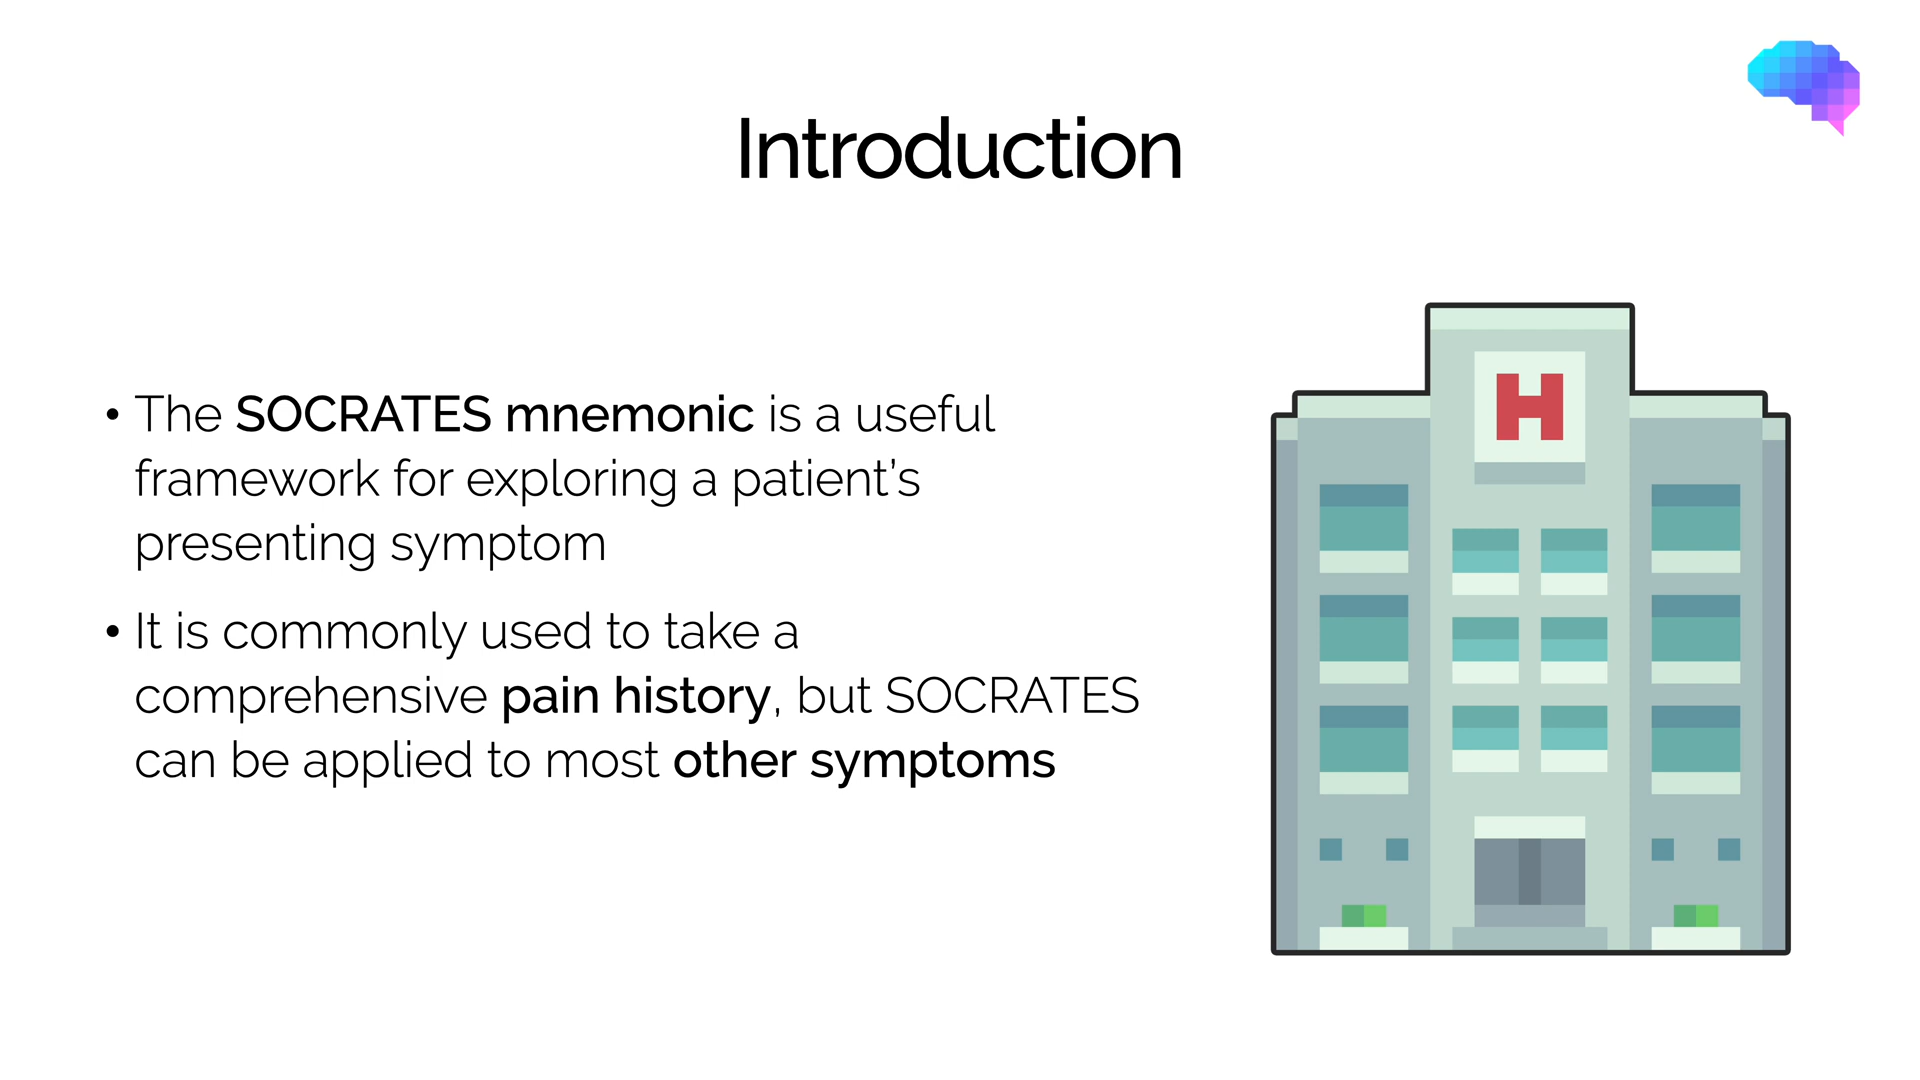 Introduction
• The SOCRATES mnemonic is a useful
framework for exploring a patient’s
presenting symptom
• It is commonly used to take a
comprehensive pain history, but SOCRATES
can be applied to most other symptoms
H